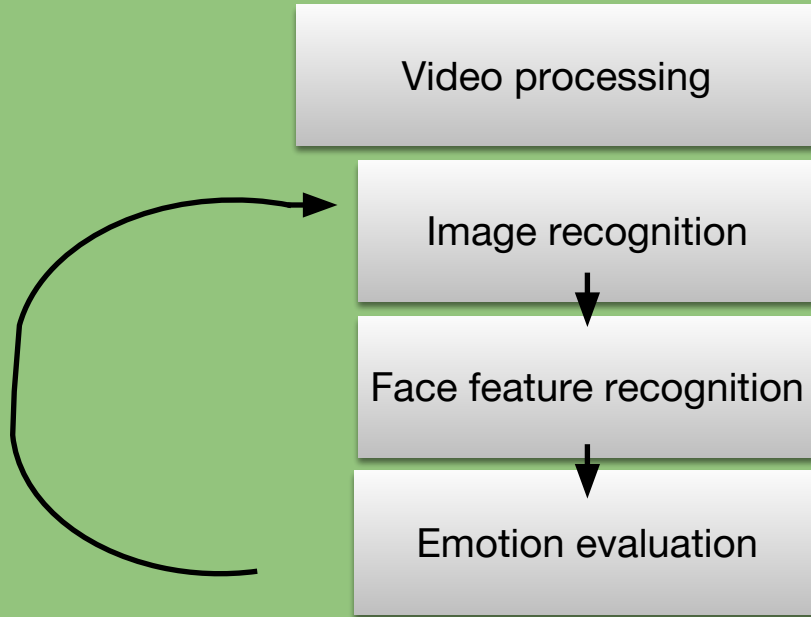 Video processing
Image recognition
Face feature recognition
Emotion evaluation